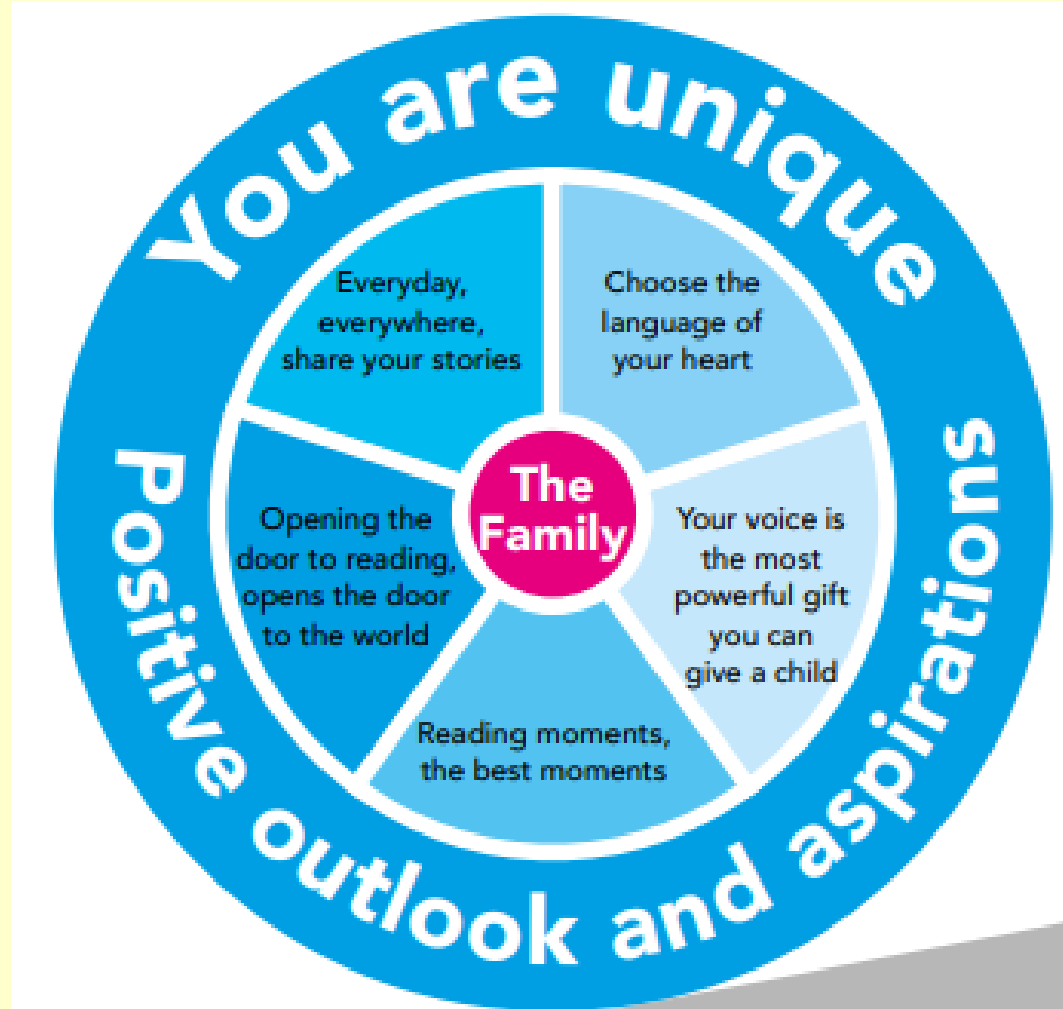 You are unique
Everyday,
everywhere,
share your stories
Choose the
language of
your heart
The
Family
Opening the
door to reading,
opens the door
to the world
Your voice is
the most
powerful gift
you can
give a child
Reading moments,
the best moments
Positive outlook and aspirations